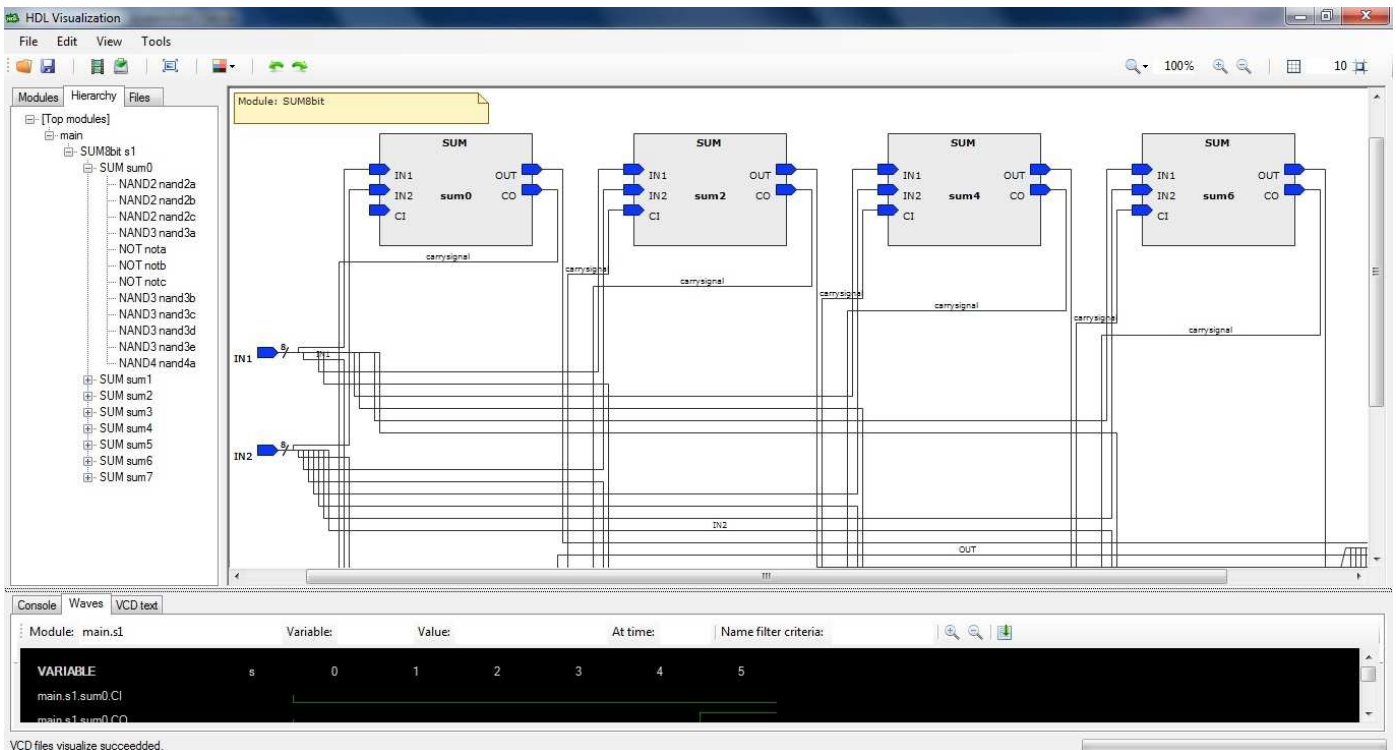 HDL Visualization
File Edit View Tools
100% 10
Modules Hierarchy Files
[Top modules]
main
SUM8bit s1
SUM sum0
NAND2 nand2a
NAND2 nand2b
NAND2 nand2c
NAND3 nand3a
NOT nota
NOT notb
NOT notc
NAND3 nand3b
NAND3 nand3c
NAND3 nand3d
NAND3 nand3e
NAND4 nand4a
SUM sum1
SUM sum2
SUM sum3
SUM sum4
SUM sum5
SUM sum6
SUM sum7
Module: SUM8bit
SUM SUM SUM SUM
IN1 OUT IN1 OUT IN1 OUT IN1 OUT
IN2 sum0 CO IN2 sum2 CO IN2 sum4 CO IN2 sum6 CO
CI CI CI CI
carrysignal
carrysignal
carrysignal
carrysignal
carrysignal
carrysignal
carrysignal
IN1 8 IN1
IN2 8
IN2
OUT
Console Waves VCD text
Module: main.s1 Variable: Value: At time: Name filter criteria:
VARIABLE s 0 1 2 3 4 5
main.s1.sum0.CI
main.s1.sum0.CO
VCD files visualize succeedded.